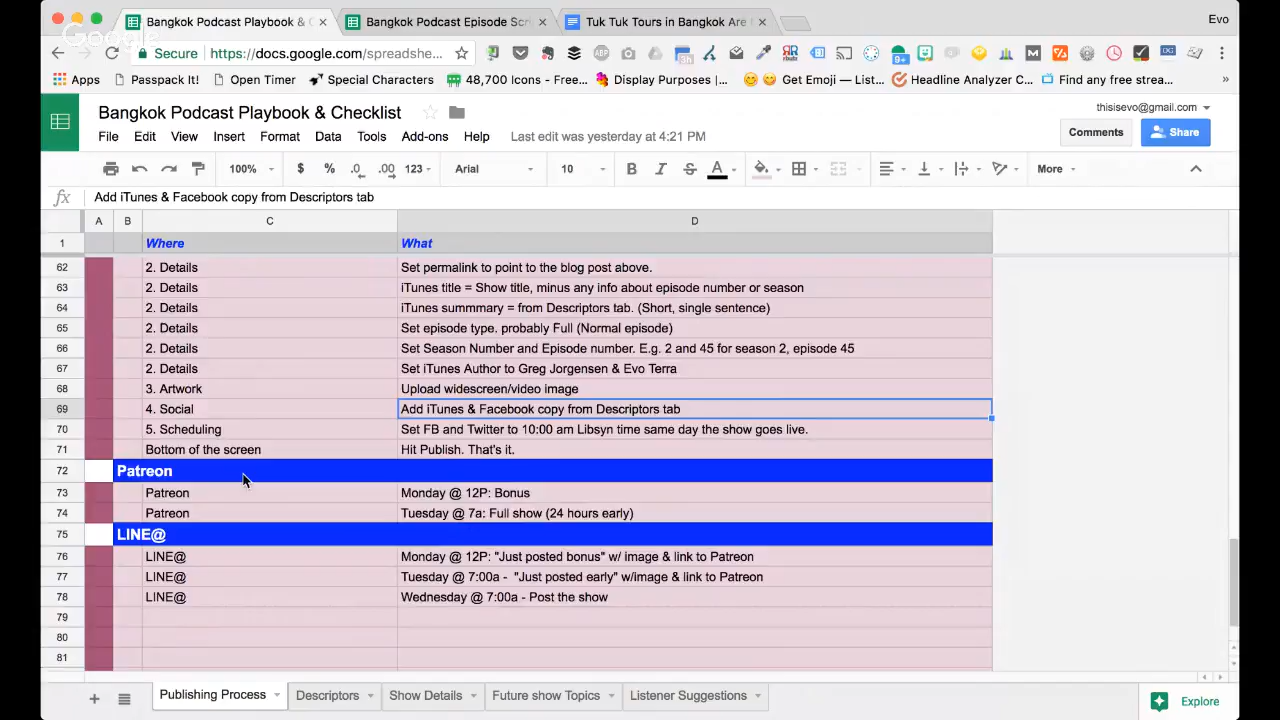 Google
Bangkok Podcast Playbook & C
Bangkok Podcast Episode Scr
Tuk Tuk Tours in Bangkok Are
Evo
Secure
https://docs.google.com/spreadshe...
Apps
Passpack It!
Open Timer
Special Characters
48,700 Icons - Free...
Display Purposes |...
Get Emoji — List...
Headline Analyzer C...
Find any free strea...
»
Bangkok Podcast Playbook & Checklist
thisisevo@gmail.com
File Edit View Insert Format Data Tools Add-ons Help Last edit was yesterday at 4:21 PM
Comments
Share
100% $ % .0 .00 123 Arial 10 B I S A More
fx Add iTunes & Facebook copy from Descriptors tab
A B C D
1 Where What
62 2. Details Set permalink to point to the blog post above.
63 2. Details iTunes title = Show title, minus any info about episode number or season
64 2. Details iTunes summmary = from Descriptors tab. (Short, single sentence)
65 2. Details Set episode type. probably Full (Normal episode)
66 2. Details Set Season Number and Episode number. E.g. 2 and 45 for season 2, episode 45
67 2. Details Set iTunes Author to Greg Jorgensen & Evo Terra
68 3. Artwork Upload widescreen/video image
69 4. Social Add iTunes & Facebook copy from Descriptors tab
70 5. Scheduling Set FB and Twitter to 10:00 am Libsyn time same day the show goes live.
71 Bottom of the screen Hit Publish. That's it.
72 Patreon
73 Patreon Monday @ 12P: Bonus
74 Patreon Tuesday @ 7a: Full show (24 hours early)
75 LINE@
76 LINE@ Monday @ 12P: "Just posted bonus" w/ image & link to Patreon
77 LINE@ Tuesday @ 7:00a - "Just posted early" w/image & link to Patreon
78 LINE@ Wednesday @ 7:00a - Post the show
79
80
81
Publishing Process Descriptors Show Details Future show Topics Listener Suggestions
Explore